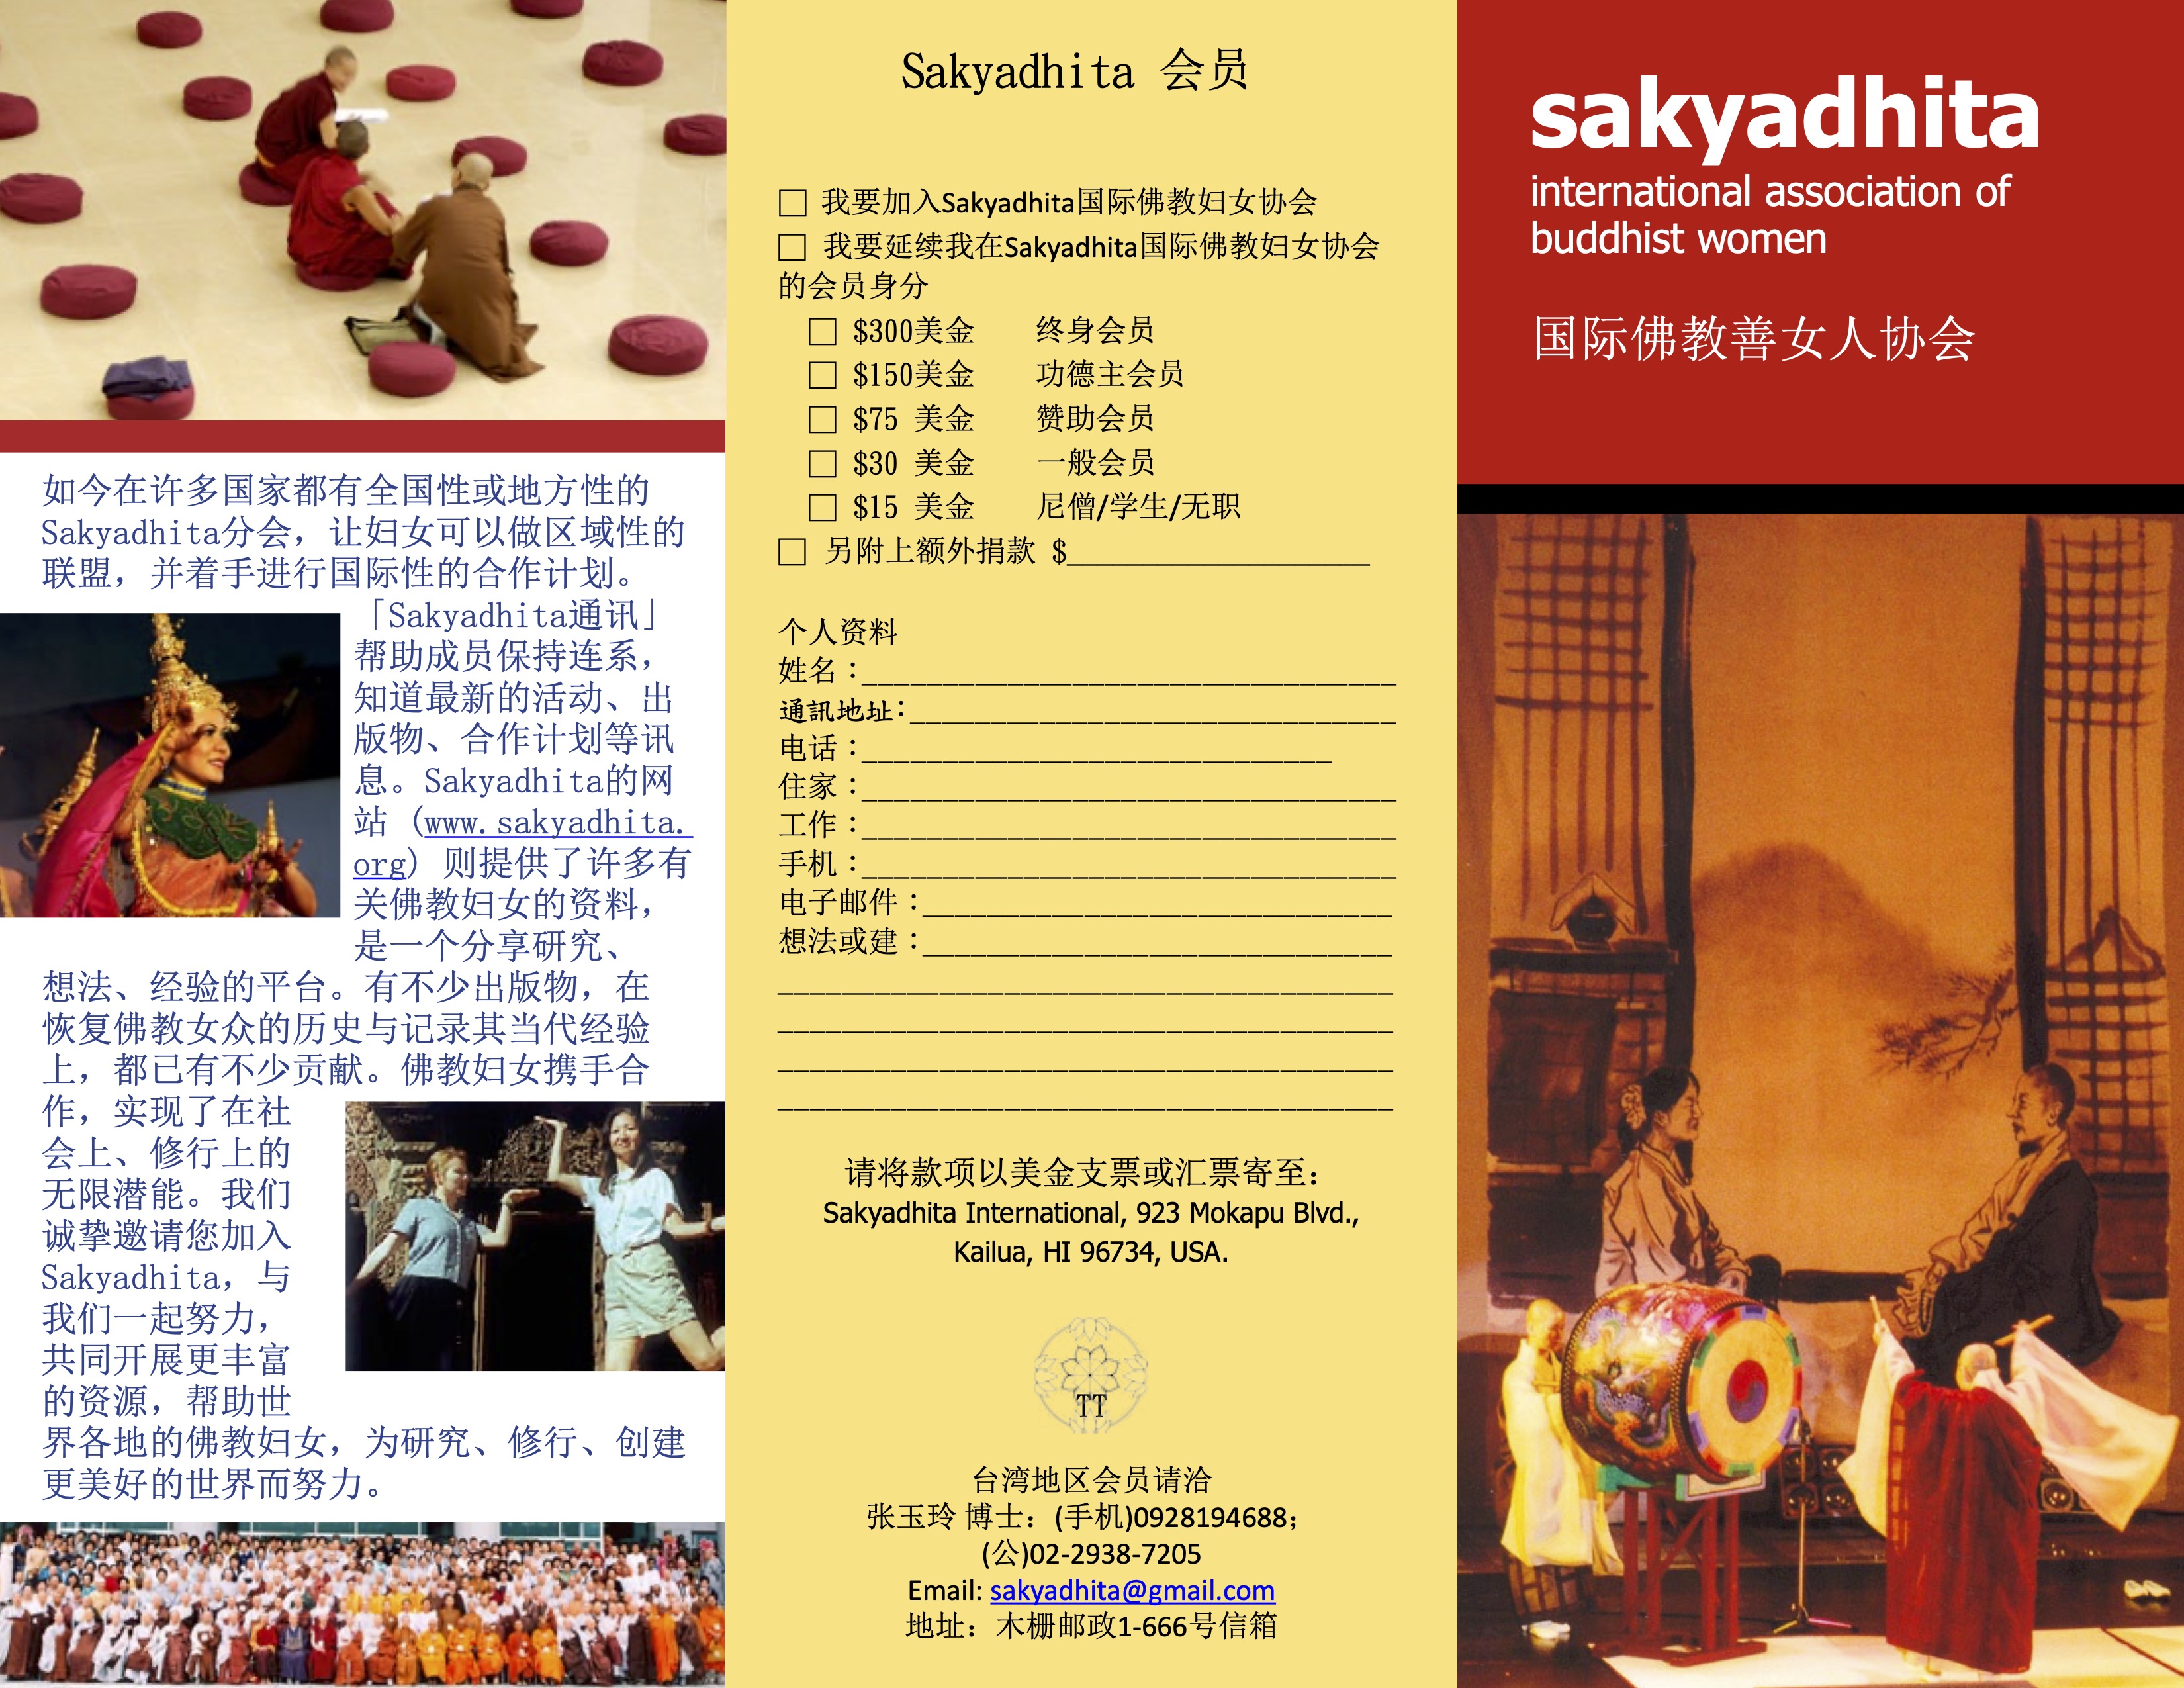 如今在许多国家都有全国性或地方性的
Sakyadhita分会，让妇女可以做区域性的
联盟，并着手进行国际性的合作计划。
「Sakyadhita通讯」
帮助成员保持连系，
知道最新的活动、出
版物、合作计划等讯
息。Sakyadhita的网
站 (www.sakyadhita.
org) 则提供了许多有
关佛教妇女的资料，
是一个分享研究、
想法、经验的平台。有不少出版物，在
恢复佛教女众的历史与记录其当代经验
上，都已有不少贡献。佛教妇女携手合
作，实现了在社
会上、修行上的
无限潜能。我们
诚挚邀请您加入
Sakyadhita，与
我们一起努力，
共同开展更丰富
的资源，帮助世
界各地的佛教妇女，为研究、修行、创建
更美好的世界而努力。
Sakyadhita 会员
□ 我要加入Sakyadhita国际佛教妇女协会
□ 我要延续我在Sakyadhita国际佛教妇女协会
的会员身分
□ $300美金 终身会员
□ $150美金 功德主会员
□ $75 美金 赞助会员
□ $30 美金 一般会员
□ $15 美金 尼僧/学生/无职
□ 另附上额外捐款 $____________________
个人资料
姓名：__________________________________
通訊地址:_______________________________
电话：______________________________
住家：__________________________________
工作：__________________________________
手机：__________________________________
电子邮件：______________________________
想法或建：______________________________
请将款项以美金支票或汇票寄至：
Sakyadhita International, 923 Mokapu Blvd.,
Kailua, HI 96734, USA.
TT
台湾地区会员请洽
张玉玲 博士：(手机)0928194688；
(公)02-2938-7205
Email: sakyadhita@gmail.com
地址：木栅邮政1-666号信箱
sakyadhita
international association of
buddhist women
国际佛教善女人协会